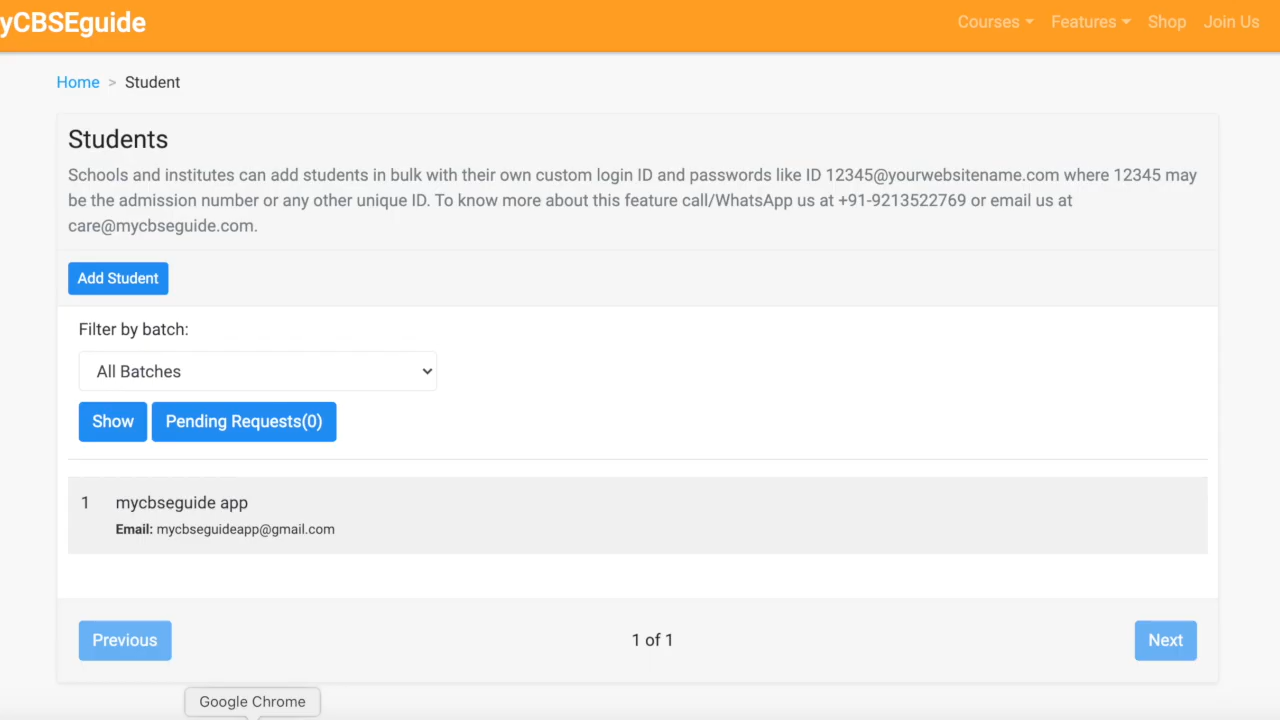 yCBSEguide
Courses Features Shop Join Us
Home > Student
Students
Schools and institutes can add students in bulk with their own custom login ID and passwords like ID 12345@yourwebsitename.com where 12345 may
be the admission number or any other unique ID. To know more about this feature call/WhatsApp us at +91-9213522769 or email us at
care@mycbseguide.com.
Add Student
Filter by batch:
All Batches
Show Pending Requests(0)
1 mycbseguide app
Email: mycbseguideapp@gmail.com
Previous 1 of 1 Next
Google Chrome